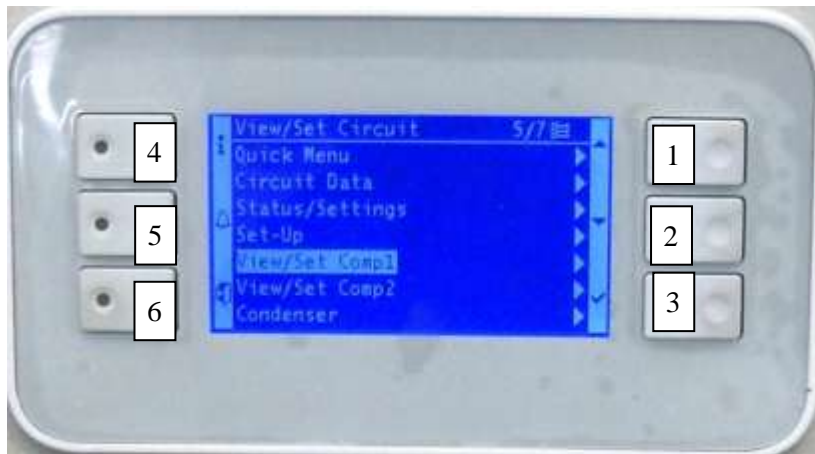 4
5
6
View/Set Circuit 5/7
Quick Menu
Circuit Data
Status/Settings
Set-Up
View/Set Comp1
View/Set Comp2
Condenser
1
2
3